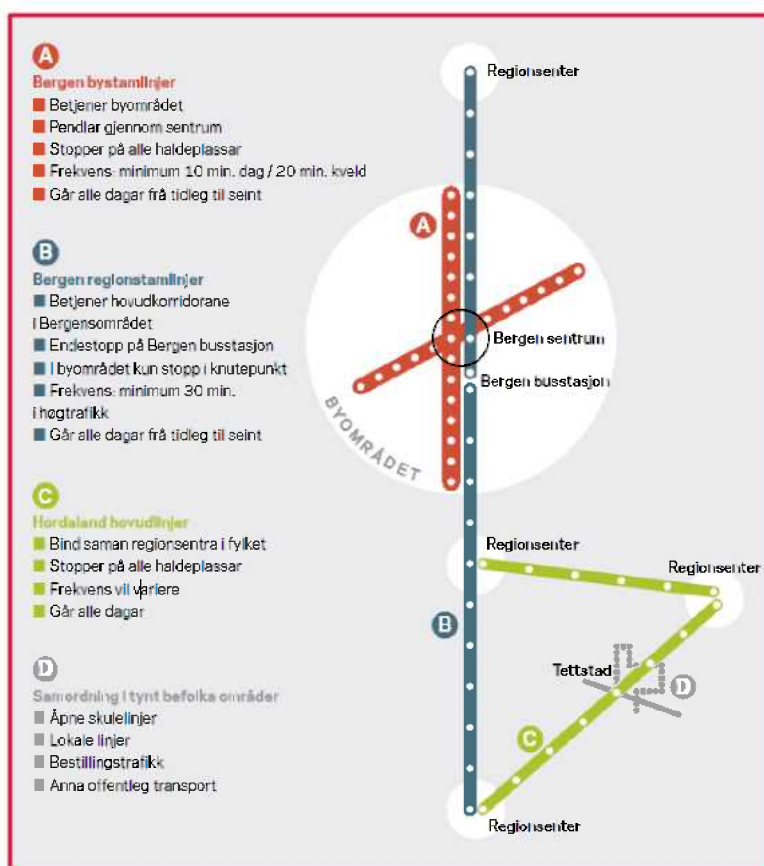 A
Bergen bystamlinjer
Betjener byområdet
Pendlar gjennom sentrum
Stopper på alle haldeplassar
Frekvens: minimum 10 min. dag / 20 min. kveld
Går alle dagar frå tidleg til seint
B
Bergen regionstamlinjer
Betjener hovudkorridorane
i Bergensområdet
Endestopp på Bergen busstasjon
I byområdet kun stopp i knutepunkt
Frekvens: minimum 30 min.
i høgtrafikk
Går alle dagar frå tidleg til seint
C
Hordaland hovudlinjer
Bind saman regionsentra i fylket
Stopper på alle haldeplassar
Frekvens vil variere
Går alle dagar
D
Samordning i tynt befolka områder
Åpne skulelinjer
Lokale linjer
Bestillingstrafikk
Anna offentleg transport
Regionsenter
A
Bergen sentrum
Bergen busstasjon
BYOMRÅDET
Regionsenter
Regionsenter
B
Tettstad
D
C
Regionsenter